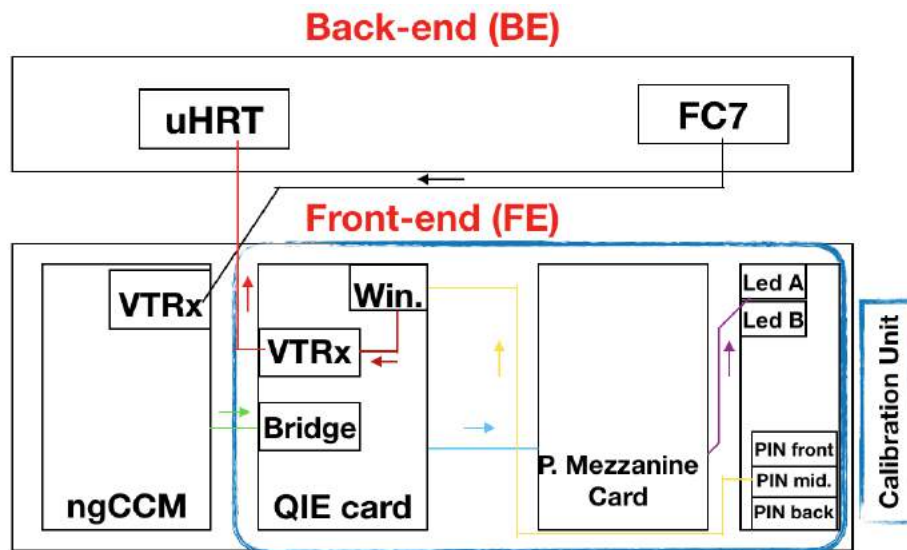 Back-end (BE)
uHRT
FC7
Front-end (FE)
VTRx
Win.
Led A
Led B
VTRx
Bridge
PIN front
P. Mezzanine
Card
PIN mid.
ngCCM
QIE card
PIN back
Calibration Unit